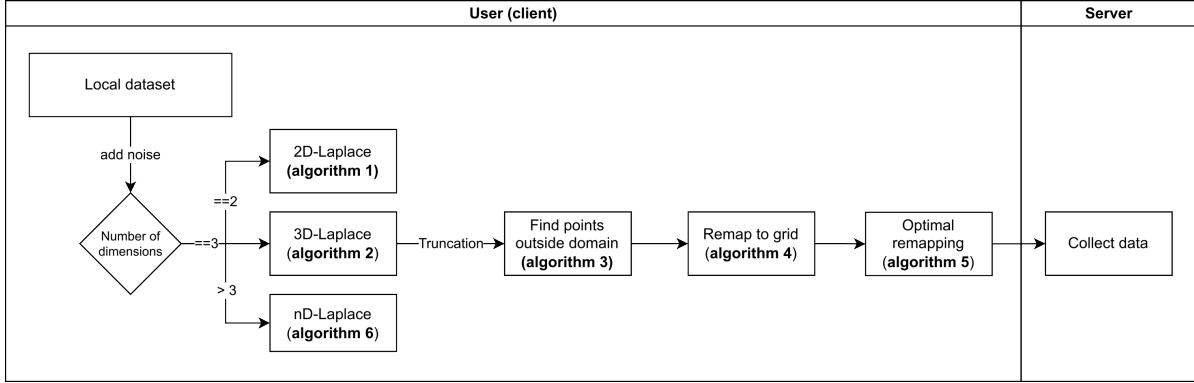 User (client)
Server
Local dataset
add noise
Number of
dimensions
==2
==3
> 3
2D-Laplace
(algorithm 1)
3D-Laplace
(algorithm 2)
nD-Laplace
(algorithm 6)
Truncation
Find points
outside domain
(algorithm 3)
Remap to grid
(algorithm 4)
Optimal
remapping
(algorithm 5)
Collect data